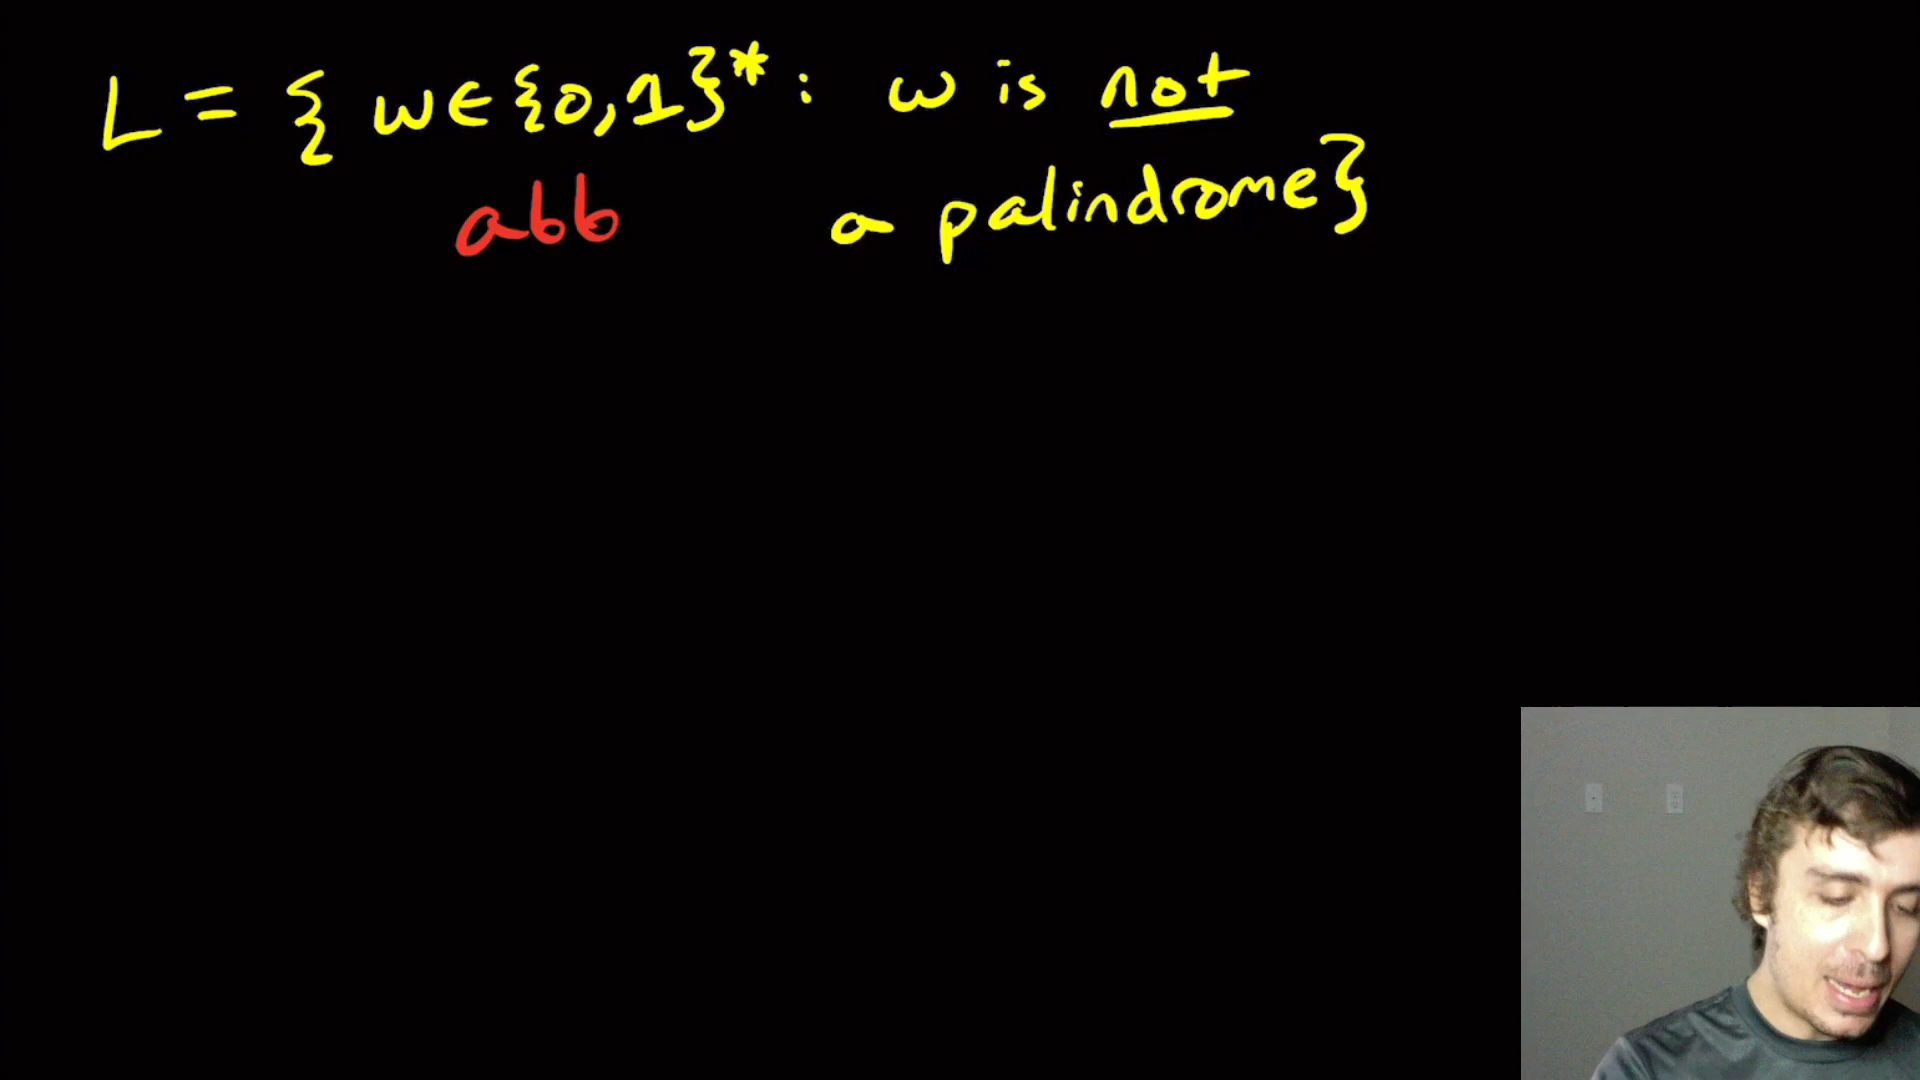 L = { w∈{0,1}* : w is not
a palindrome}
abb